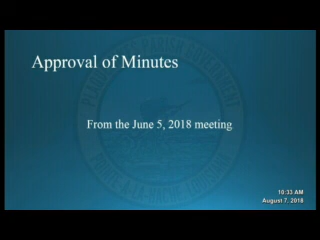 Approval of Minutes
From the June 5, 2018 meeting
10:33 AM
August 7, 2018